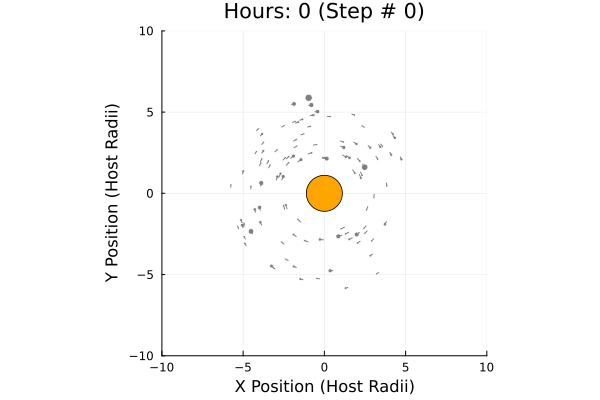 Hours: 0 (Step # 0)
10
5
0
−5
−10
−10 −5 0 5 10
Y Position (Host Radii)
X Position (Host Radii)